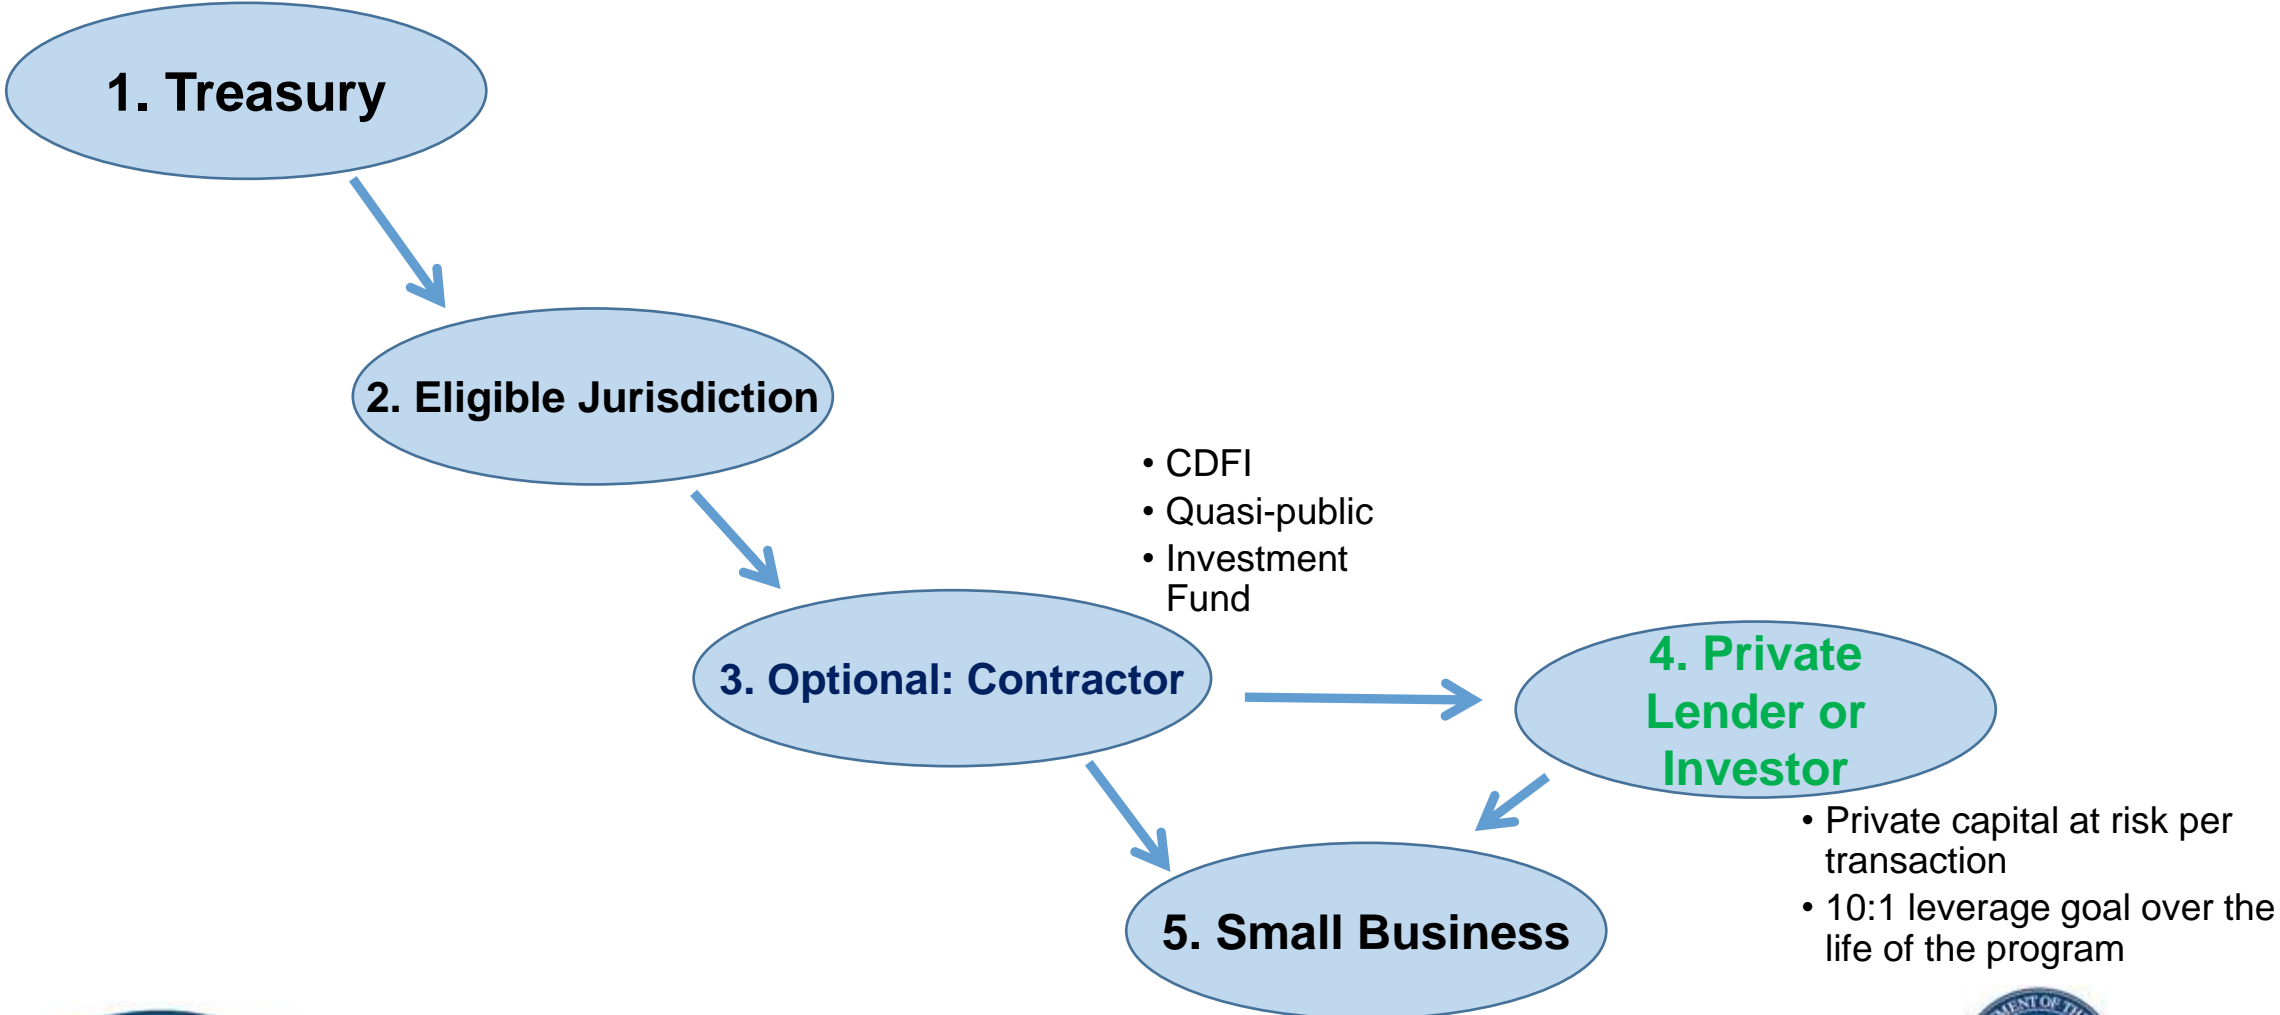 1. Treasury
2. Eligible Jurisdiction
• CDFI
• Quasi-public
• Investment
Fund
3. Optional: Contractor
4. Private
Lender or
Investor
• Private capital at risk per
transaction
• 10:1 leverage goal over the
life of the program
5. Small Business